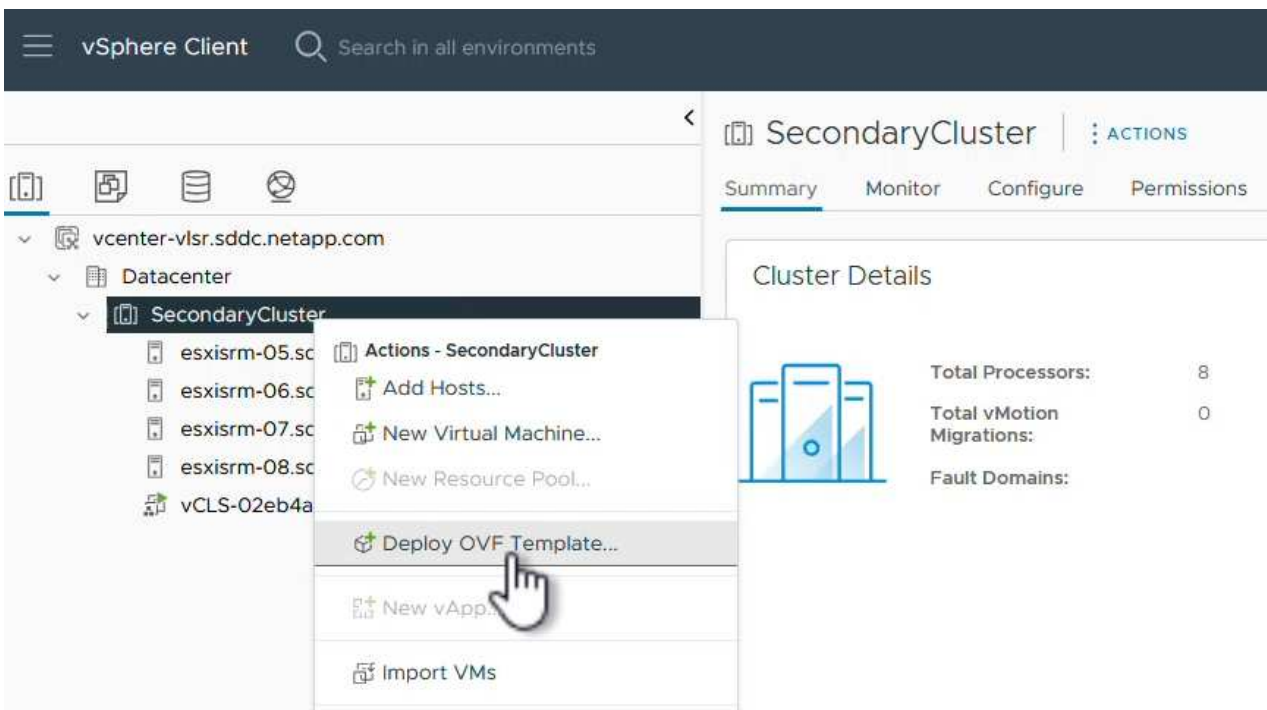 vSphere Client
Search in all environments
SecondaryCluster
ACTIONS
Summary Monitor Configure Permissions
vcenter-vlsr.sddc.netapp.com
Datacenter
SecondaryCluster
esxisrm-05.sc
esxisrm-06.sc
esxisrm-07.sc
esxisrm-08.sc
vCLS-02eb4a
Actions - SecondaryCluster
Add Hosts...
New Virtual Machine...
New Resource Pool...
Deploy OVF Template...
New vApp...
Import VMs
Cluster Details
Total Processors: 8
Total vMotion 0
Migrations:
Fault Domains: